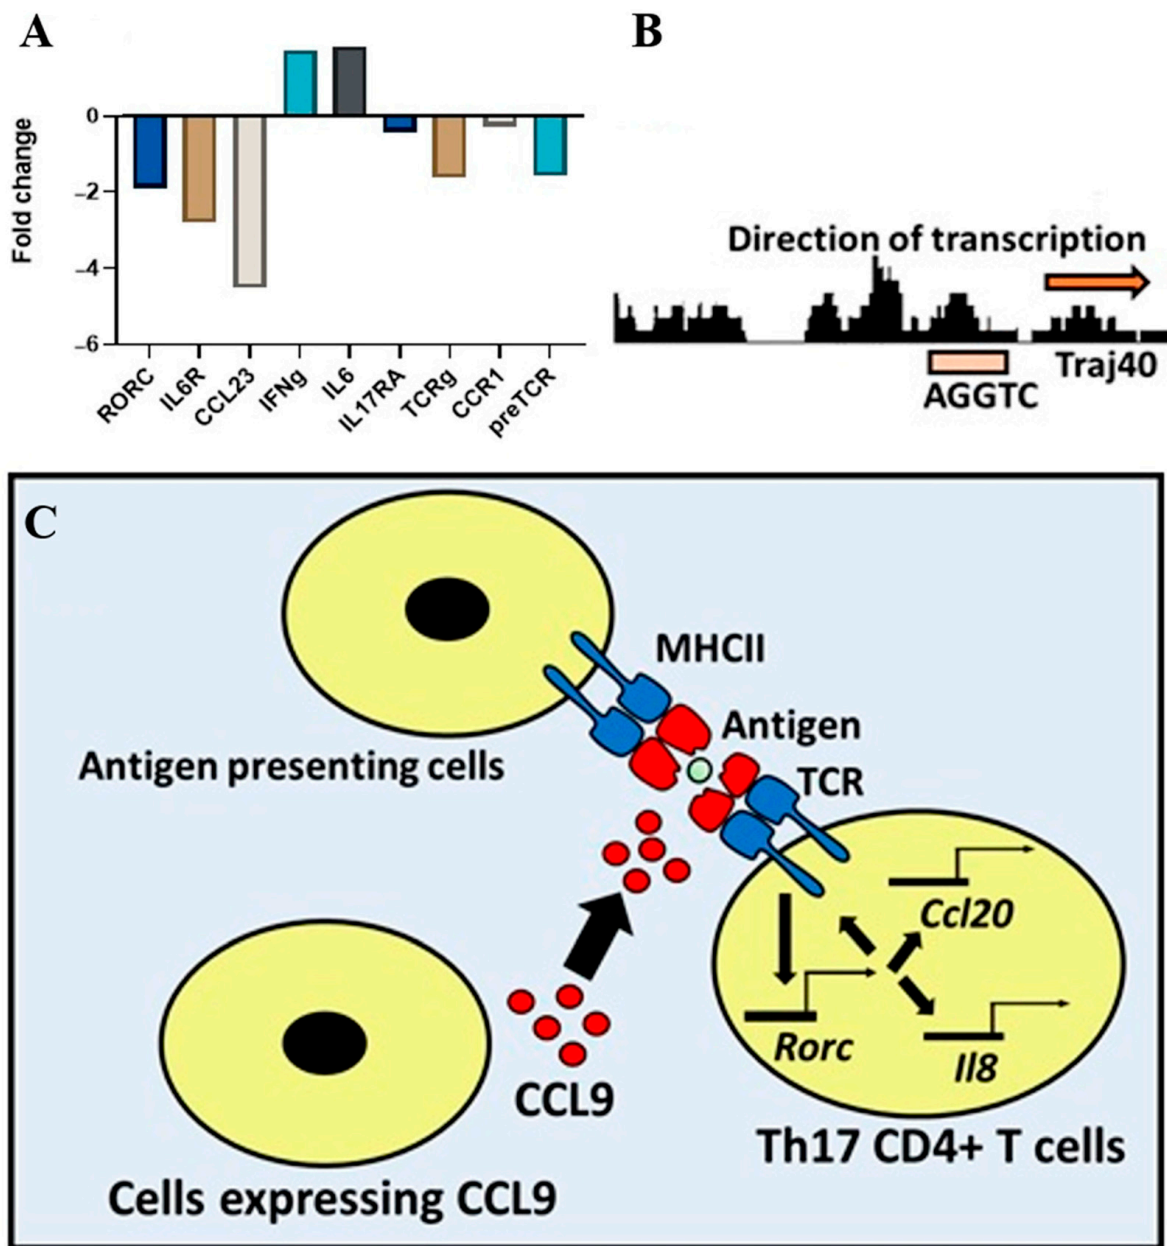 A
Fold change
0
−2
−4
−6
RORC
IL6R
CCL23
IFNg
IL6
IL17RA
TCRg
CCR1
preTCR
B
Direction of transcription
Traj40
AGGTC
C
MHCII
Antigen
TCR
Antigen presenting cells
Ccl20
Rorc
Il8
CCL9
Th17 CD4+ T cells
Cells expressing CCL9